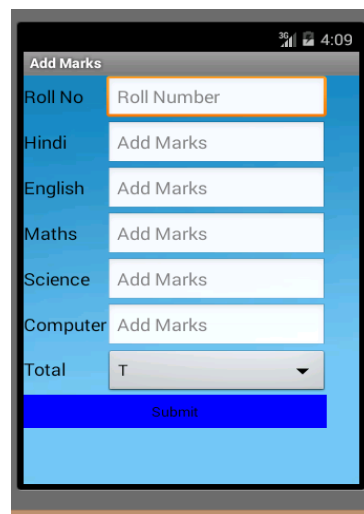 3G 4:09
Add Marks
Roll No Roll Number
Hindi Add Marks
English Add Marks
Maths Add Marks
Science Add Marks
Computer Add Marks
Total T
Submit